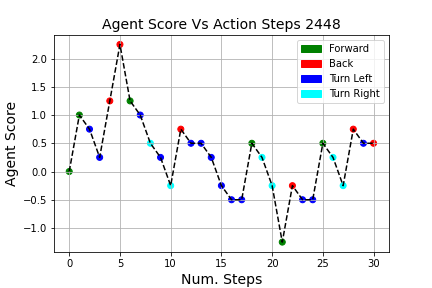 Agent Score Vs Action Steps 2448
Forward
Back
Turn Left
Turn Right
2.0
1.5
1.0
0.5
0.0
−0.5
−1.0
Agent Score
0 5 10 15 20 25 30
Num. Steps